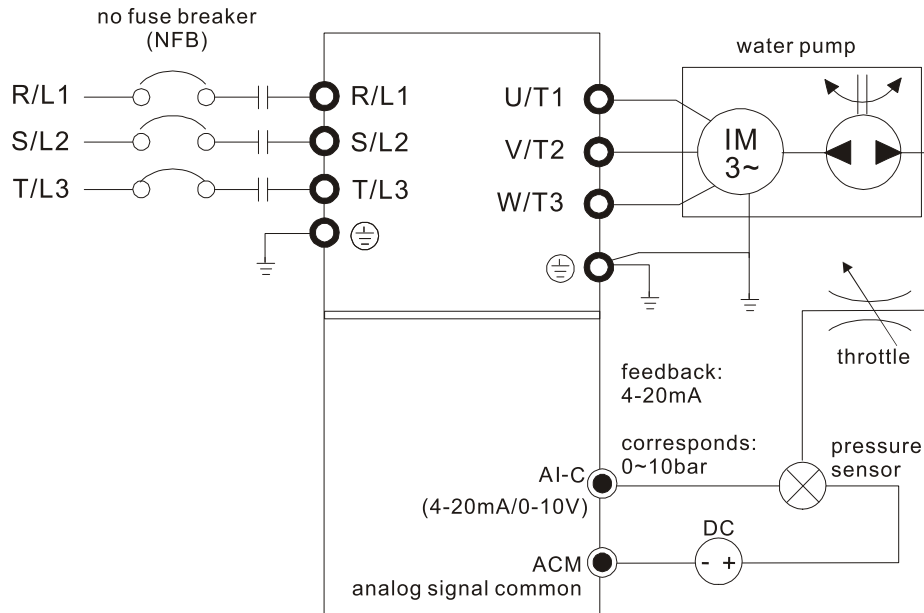 no fuse breaker
(NFB)
water pump
R/L1
R/L1
U/T1
S/L2
S/L2
V/T2
T/L3
T/L3
W/T3
IM
3~
throttle
feedback:
4-20mA
corresponds:
0~10bar
pressure
sensor
AI-C
(4-20mA/0-10V)
DC
- +
ACM
analog signal common